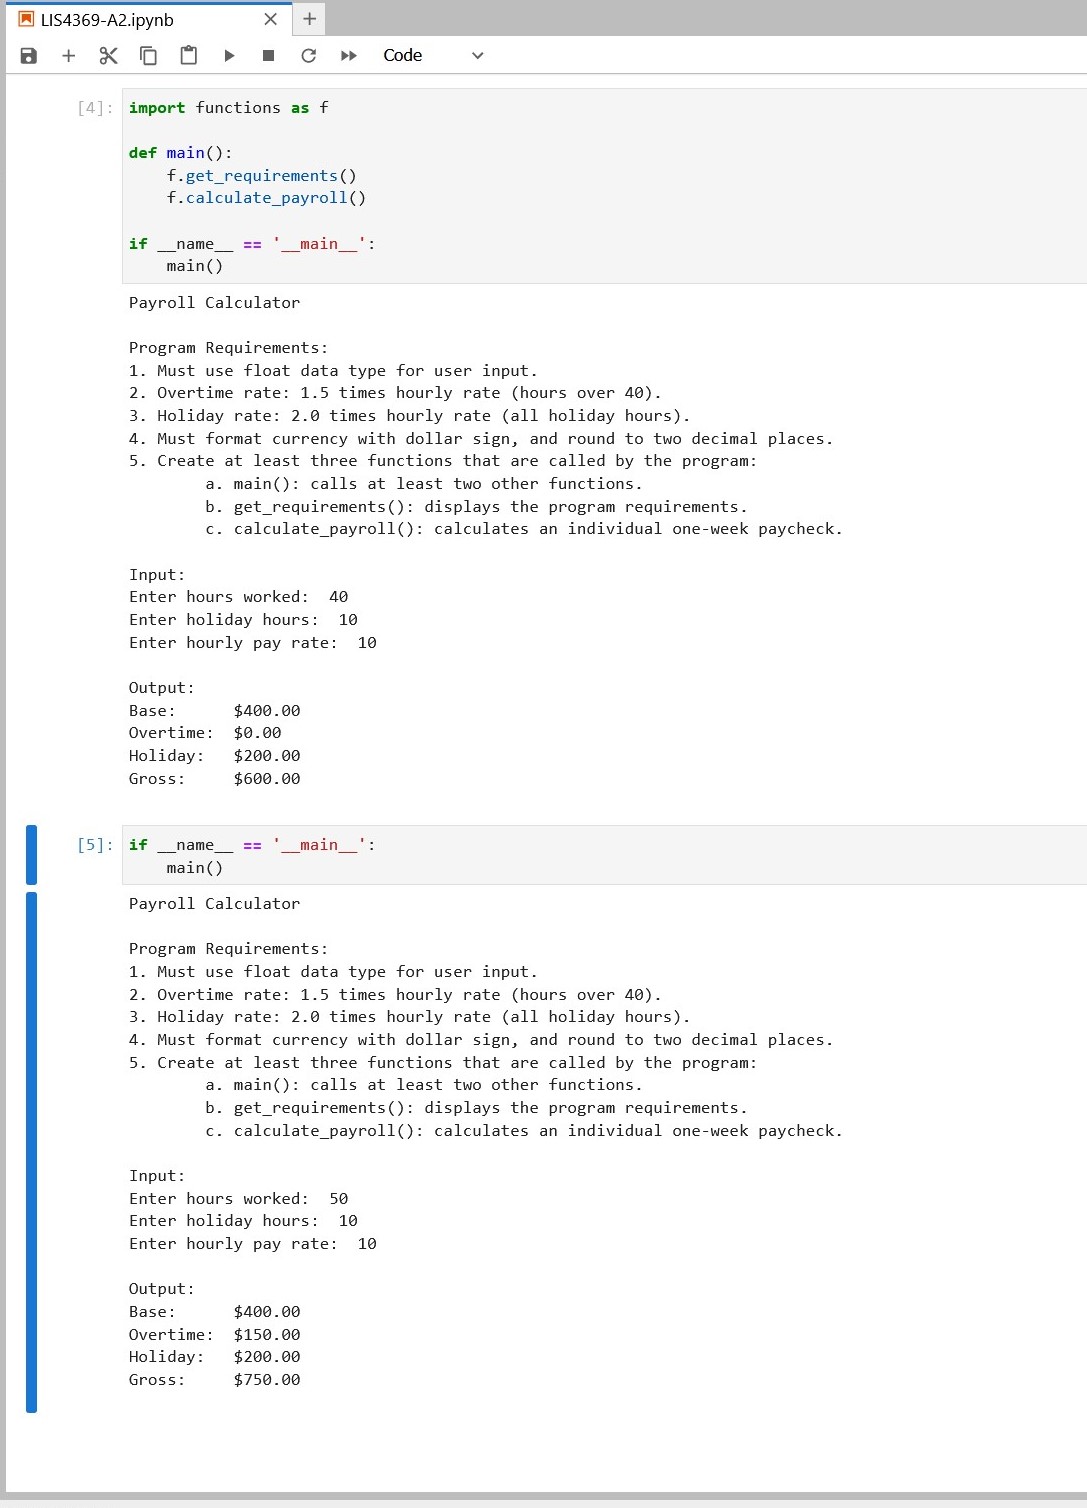 LIS4369-A2.ipynb
Code
[4]:
import functions as f
def main():
    f.get_requirements()
    f.calculate_payroll()
if __name__ == '__main__':
    main()
Payroll Calculator
Program Requirements:
1. Must use float data type for user input.
2. Overtime rate: 1.5 times hourly rate (hours over 40).
3. Holiday rate: 2.0 times hourly rate (all holiday hours).
4. Must format currency with dollar sign, and round to two decimal places.
5. Create at least three functions that are called by the program:
        a. main(): calls at least two other functions.
        b. get_requirements(): displays the program requirements.
        c. calculate_payroll(): calculates an individual one-week paycheck.
Input:
Enter hours worked:  40
Enter holiday hours:  10
Enter hourly pay rate:  10
Output:
Base:      $400.00
Overtime:  $0.00
Holiday:   $200.00
Gross:     $600.00
[5]:
if __name__ == '__main__':
    main()
Payroll Calculator
Program Requirements:
1. Must use float data type for user input.
2. Overtime rate: 1.5 times hourly rate (hours over 40).
3. Holiday rate: 2.0 times hourly rate (all holiday hours).
4. Must format currency with dollar sign, and round to two decimal places.
5. Create at least three functions that are called by the program:
        a. main(): calls at least two other functions.
        b. get_requirements(): displays the program requirements.
        c. calculate_payroll(): calculates an individual one-week paycheck.
Input:
Enter hours worked:  50
Enter holiday hours:  10
Enter hourly pay rate:  10
Output:
Base:      $400.00
Overtime:  $150.00
Holiday:   $200.00
Gross:     $750.00